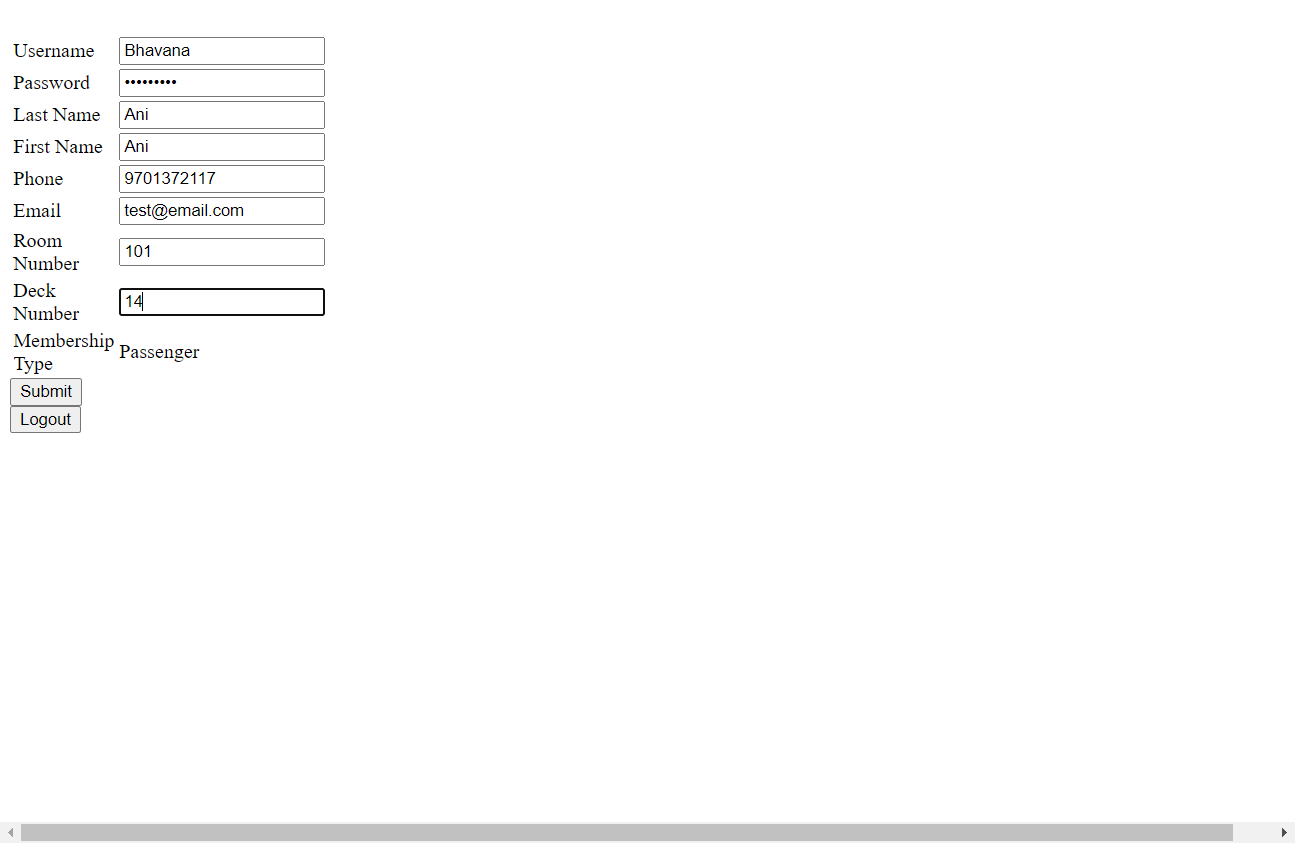 Username Bhavana
Password •••••••••
Last Name Ani
First Name Ani
Phone 9701372117
Email test@email.com
Room
Number 101
Deck
Number 14
Membership
Type Passenger
Submit
Logout